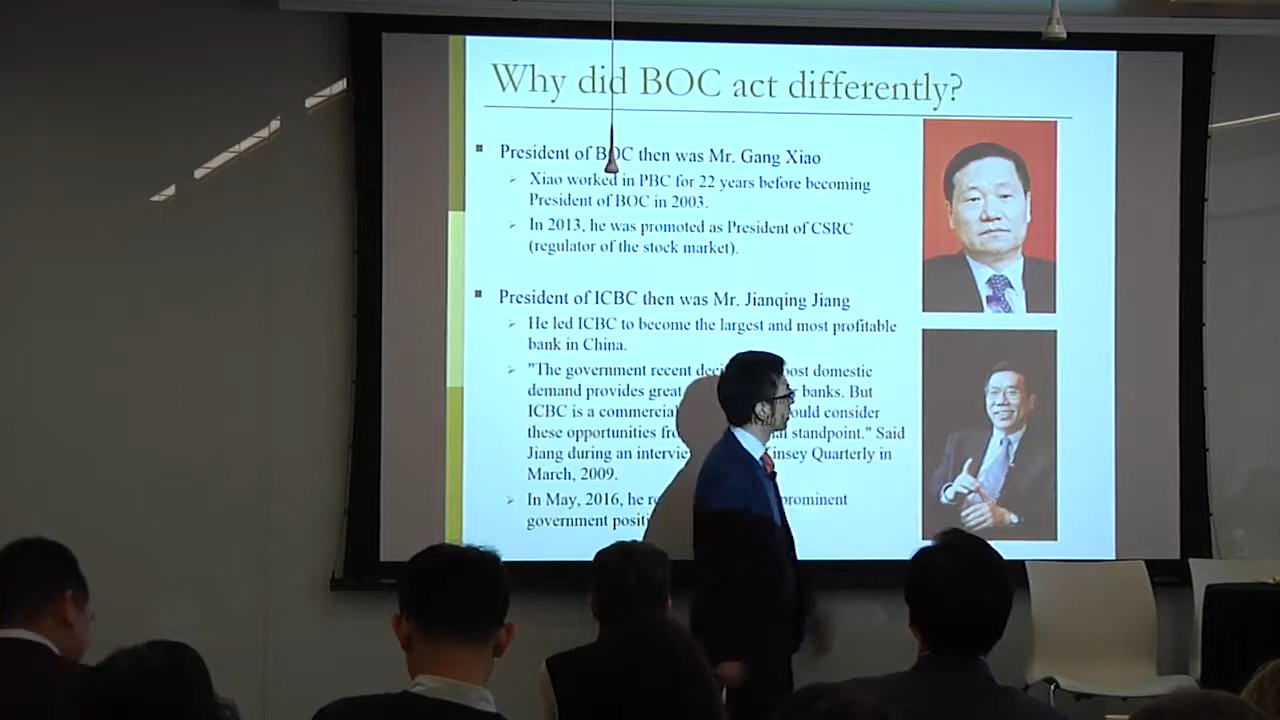 Why did BOC act differently?
President of BOC then was Mr. Gang Xiao
Xiao worked in PBC for 22 years before becoming
President of BOC in 2003.
In 2013, he was promoted as President of CSRC
(regulator of the stock market).
President of ICBC then was Mr. Jianqing Jiang
He led ICBC to become the largest and most profitable
bank in China.
"The government recent ost domestic
demand provides great banks. But
ICBC is a commercial ould consider
these opportunities standpoint." Said
Jiang during an insey Quarterly in
March, 2009.
In May, 2016, he prominent
government